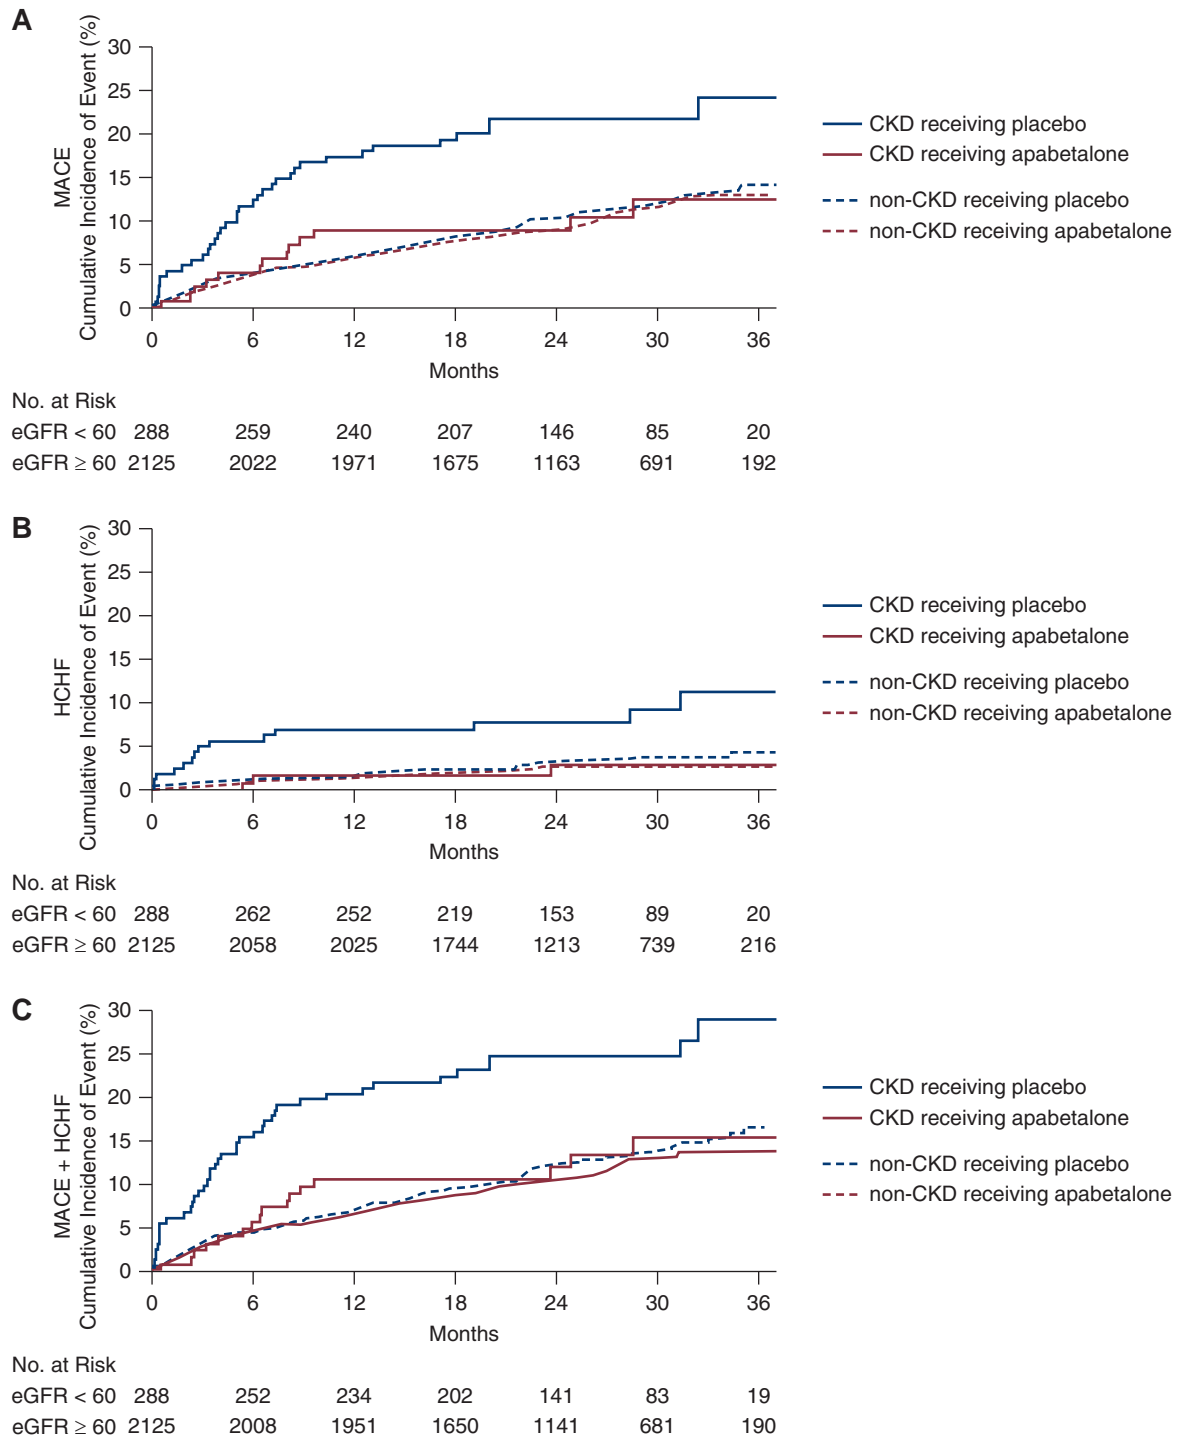 A
MACE
Cumulative Incidence of Event (%)
30
25
20
15
10
5
0
0 6 12 18 24 30 36
Months
CKD receiving placebo
CKD receiving apabetalone
non-CKD receiving placebo
non-CKD receiving apabetalone
No. at Risk
eGFR < 60 288 259 240 207 146 85 20
eGFR ≥ 60 2125 2022 1971 1675 1163 691 192
B
HCHF
Cumulative Incidence of Event (%)
30
25
20
15
10
5
0
0 6 12 18 24 30 36
Months
CKD receiving placebo
CKD receiving apabetalone
non-CKD receiving placebo
non-CKD receiving apabetalone
No. at Risk
eGFR < 60 288 262 252 219 153 89 20
eGFR ≥ 60 2125 2058 2025 1744 1213 739 216
C
MACE + HCHF
Cumulative Incidence of Event (%)
30
25
20
15
10
5
0
0 6 12 18 24 30 36
Months
CKD receiving placebo
CKD receiving apabetalone
non-CKD receiving placebo
non-CKD receiving apabetalone
No. at Risk
eGFR < 60 288 252 234 202 141 83 19
eGFR ≥ 60 2125 2008 1951 1650 1141 681 190